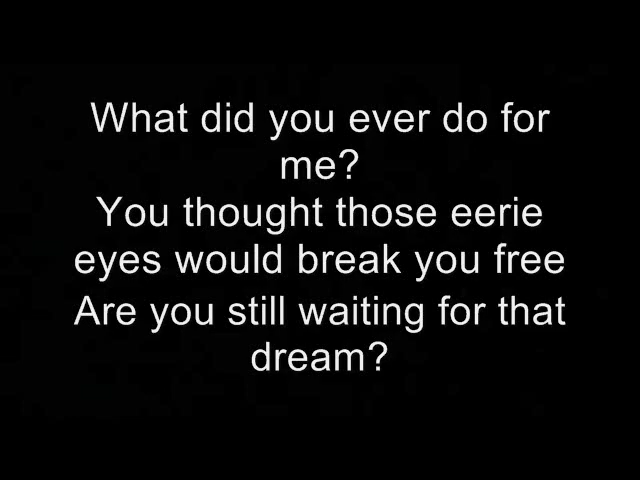 What did you ever do for
me?
You thought those eerie
eyes would break you free
Are you still waiting for that
dream?